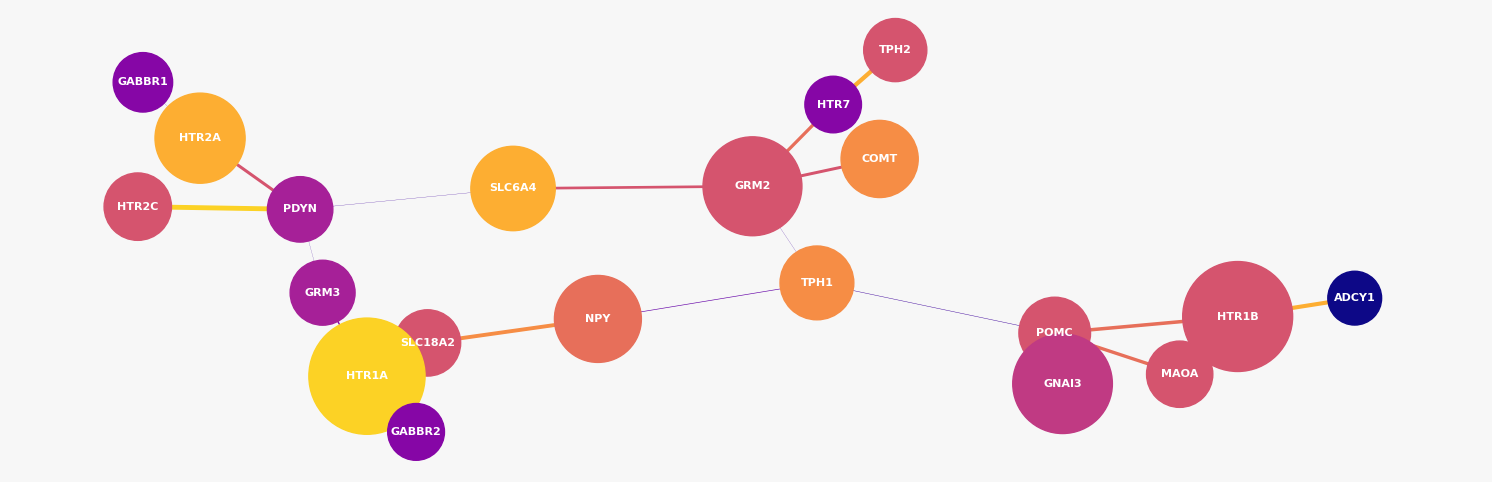 TPH2
GABBR1
HTR7
HTR2A
COMT
GRM2
SLC6A4
HTR2C
PDYN
TPH1
GRM3
ADCY1
HTR1B
NPY
POMC
SLC18A2
MAOA
HTR1A
GNAI3
GABBR2